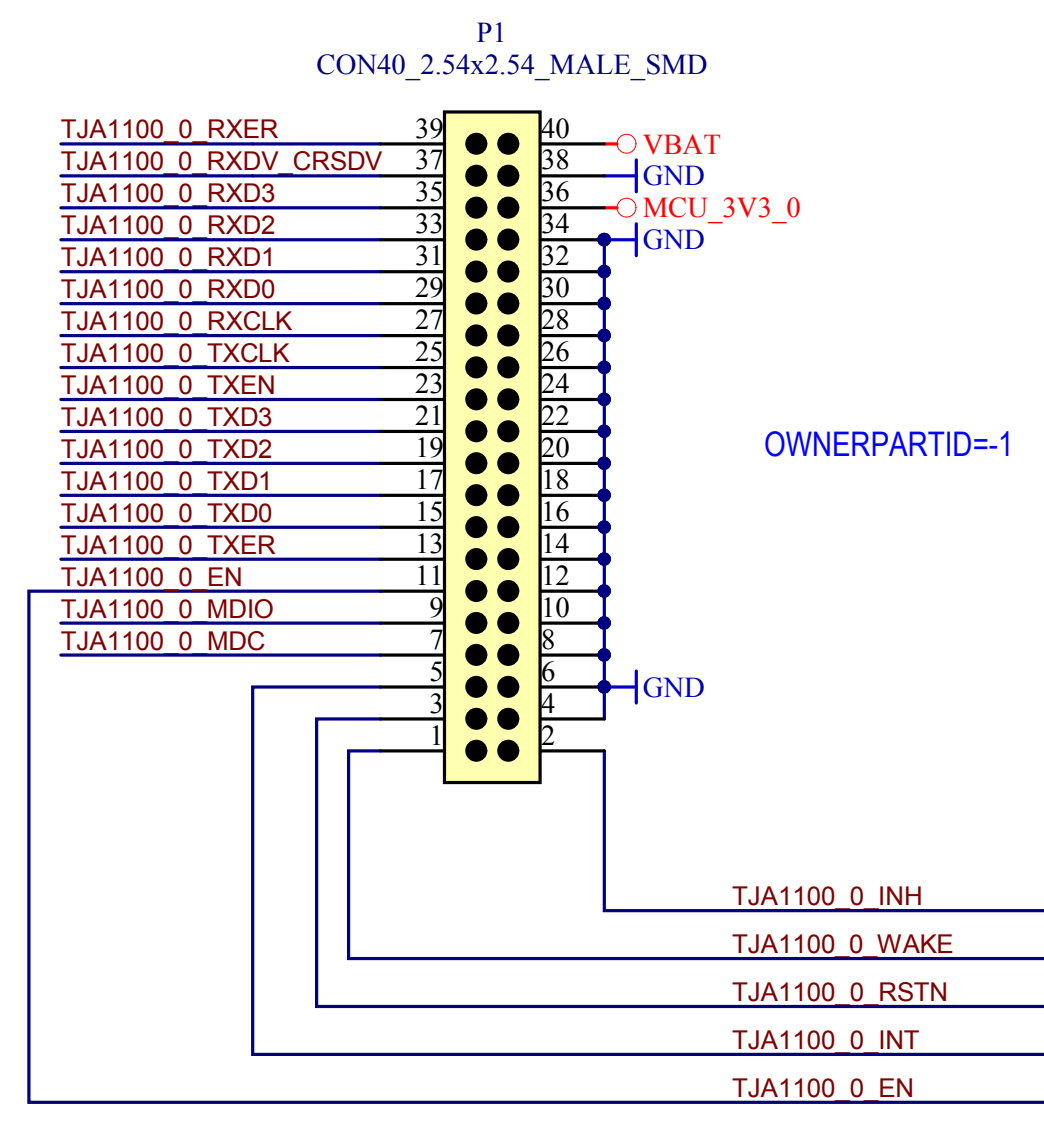 P1
CON40_2.54x2.54_MALE_SMD
TJA1100_0_RXER 39 40 VBAT
TJA1100_0_RXDV_CRSDV 37 38 GND
TJA1100_0_RXD3 35 36 MCU_3V3_0
TJA1100_0_RXD2 33 34 GND
TJA1100_0_RXD1 31 32
TJA1100_0_RXD0 29 30
TJA1100_0_RXCLK 27 28
TJA1100_0_TXCLK 25 26
TJA1100_0_TXEN 23 24
TJA1100_0_TXD3 21 22
TJA1100_0_TXD2 19 20 OWNERPARTID=-1
TJA1100_0_TXD1 17 18
TJA1100_0_TXD0 15 16
TJA1100_0_TXER 13 14
TJA1100_0_EN 11 12
TJA1100_0_MDIO 9 10
TJA1100_0_MDC 7 8
5 6 GND
3 4
1 2
TJA1100_0_INH
TJA1100_0_WAKE
TJA1100_0_RSTN
TJA1100_0_INT
TJA1100_0_EN